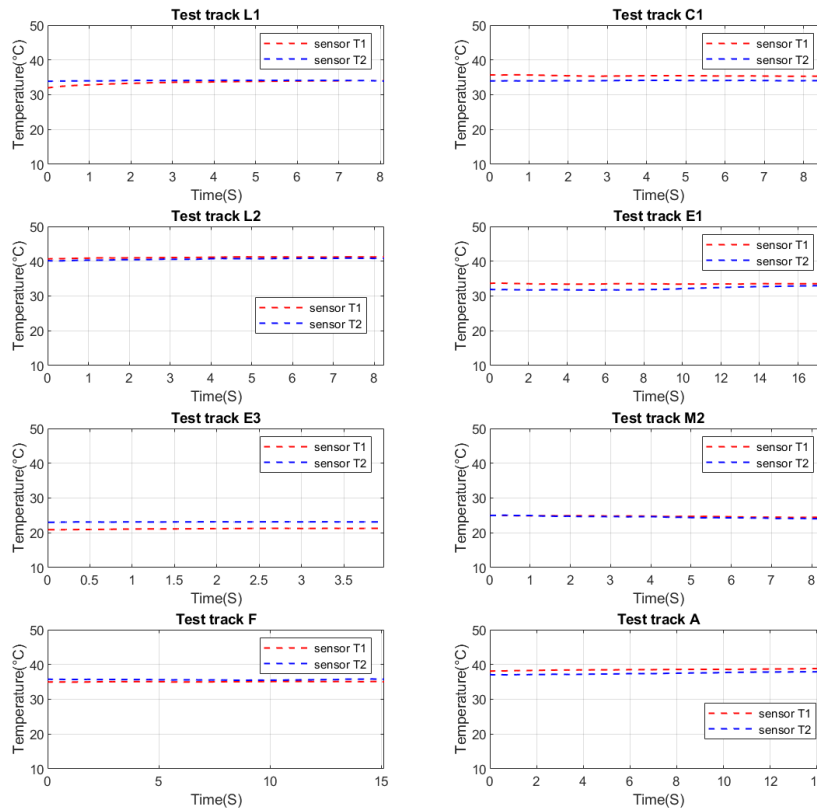 Test track L1
50
40
30
20
10
Temperature(°C)
sensor T1
sensor T2
0 1 2 3 4 5 6 7 8
Time(S)
Test track C1
50
40
30
20
10
Temperature(°C)
sensor T1
sensor T2
0 1 2 3 4 5 6 7 8
Time(S)
Test track L2
50
40
30
20
10
Temperature(°C)
sensor T1
sensor T2
0 1 2 3 4 5 6 7 8
Time(S)
Test track E1
50
40
30
20
10
Temperature(°C)
sensor T1
sensor T2
0 2 4 6 8 10 12 14 16
Time(S)
Test track E3
50
40
30
20
10
Temperature(°C)
sensor T1
sensor T2
0 0.5 1 1.5 2 2.5 3 3.5
Time(S)
Test track M2
50
40
30
20
10
Temperature(°C)
sensor T1
sensor T2
0 1 2 3 4 5 6 7 8
Time(S)
Test track F
50
40
30
20
10
Temperature(°C)
sensor T1
sensor T2
0 5 10 15
Time(S)
Test track A
50
40
30
20
10
Temperature(°C)
sensor T1
sensor T2
0 2 4 6 8 10 12
Time(S)